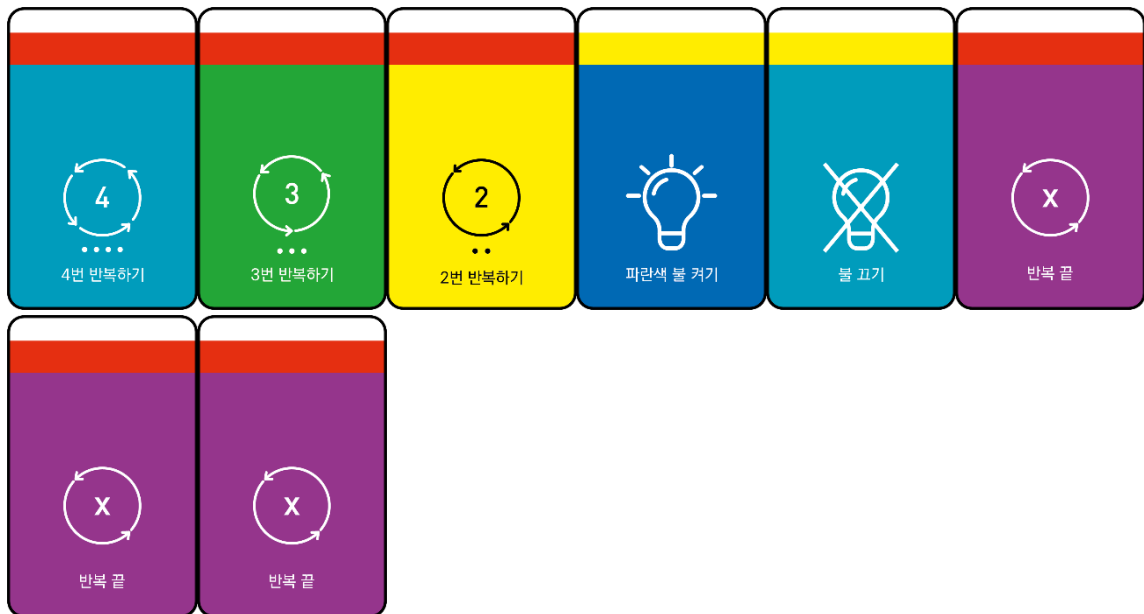 4
4번 반복하기
3
3번 반복하기
2
2번 반복하기
파란색 불 켜기
불 끄기
X
반복 끝
X
반복 끝
X
반복 끝